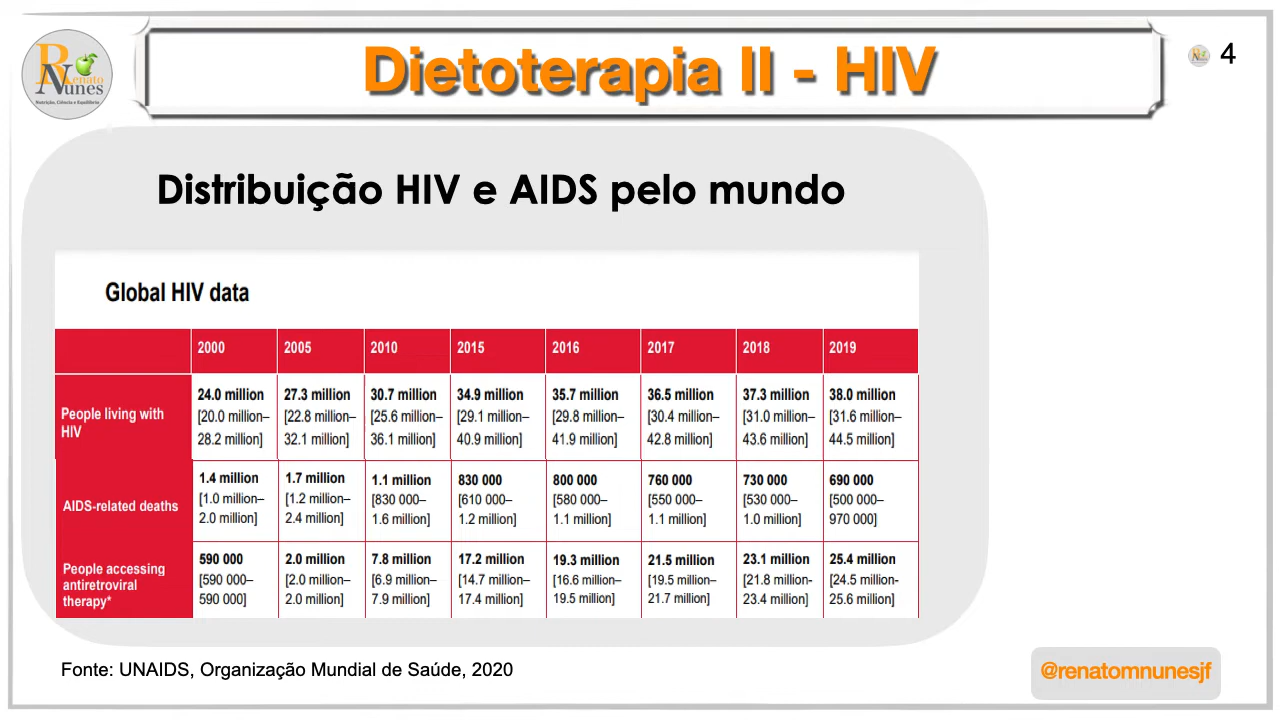 Renato
Nunes
Nutrição, Ciência e Equilíbrio
Dietoterapia II - HIV
4
Distribuição HIV e AIDS pelo mundo
Global HIV data
2000 2005 2010 2015 2016 2017 2018 2019
People living with HIV
24.0 million [20.0 million–28.2 million]
27.3 million [22.8 million–32.1 million]
30.7 million [25.6 million–36.1 million]
34.9 million [29.1 million–40.9 million]
35.7 million [29.8 million–41.9 million]
36.5 million [30.4 million–42.8 million]
37.3 million [31.0 million–43.6 million]
38.0 million [31.6 million–44.5 million]
AIDS-related deaths
1.4 million [1.0 million–2.0 million]
1.7 million [1.2 million–2.4 million]
1.1 million [830 000–1.6 million]
830 000 [610 000–1.2 million]
800 000 [580 000–1.1 million]
760 000 [550 000–1.1 million]
730 000 [530 000–1.0 million]
690 000 [500 000–970 000]
People accessing antiretroviral therapy*
590 000 [590 000–590 000]
2.0 million [2.0 million–2.0 million]
7.8 million [6.9 million–7.9 million]
17.2 million [14.7 million–17.4 million]
19.3 million [16.6 million–19.5 million]
21.5 million [19.5 million–21.7 million]
23.1 million [21.8 million-23.4 million]
25.4 million [24.5 million-25.6 million]
Fonte: UNAIDS, Organização Mundial de Saúde, 2020
@renatomnunesjf